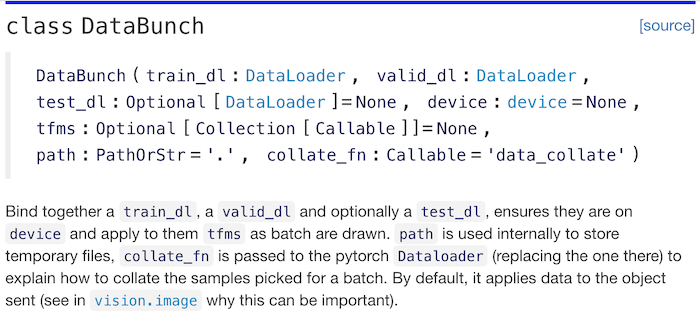 class DataBunch [source]
DataBunch ( train_dl : DataLoader , valid_dl : DataLoader ,
test_dl : Optional [ DataLoader ]=None , device : device =None ,
tfms : Optional [ Collection [ Callable ]]=None ,
path : PathOrStr = '.' , collate_fn : Callable = 'data_collate' )
Bind together a train_dl , a valid_dl and optionally a test_dl , ensures they are on
device and apply to them tfms as batch are drawn. path is used internally to store
temporary files, collate_fn is passed to the pytorch Dataloader (replacing the one there) to
explain how to collate the samples picked for a batch. By default, it applies data to the object
sent (see in vision.image why this can be important).